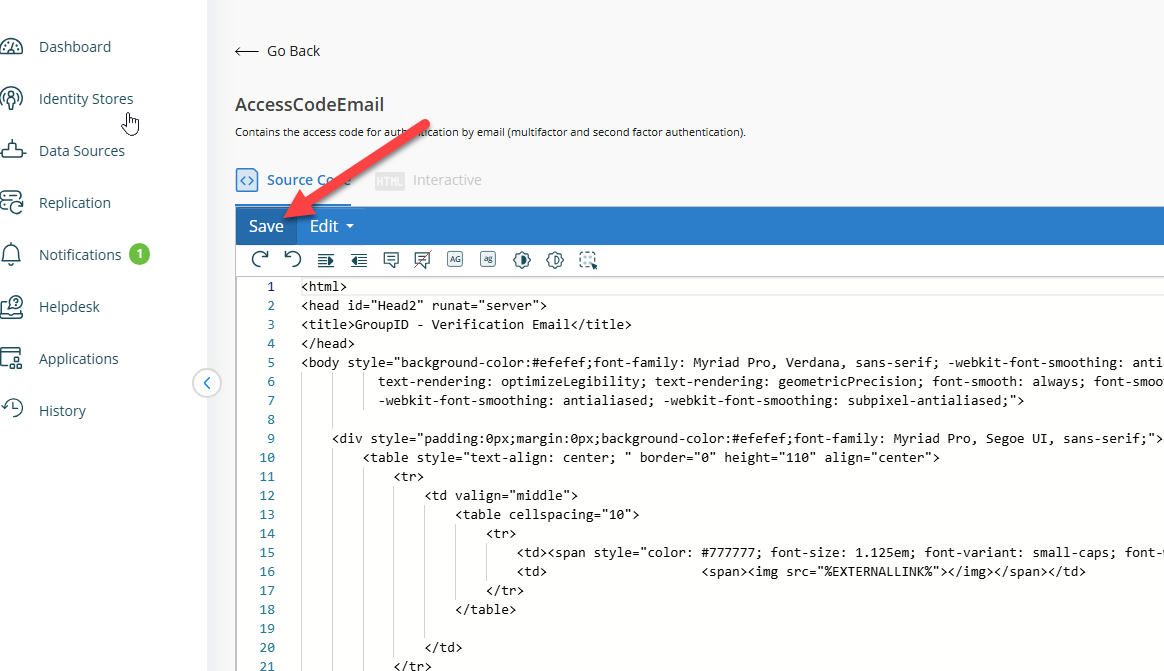 Dashboard
Identity Stores
Data Sources
Replication
Notifications 1
Helpdesk
Applications
History
Go Back
AccessCodeEmail
Contains the access code for authentication by email (multifactor and second factor authentication).
Source Code
HTML Interactive
Save Edit
AG ag
1 <html>
2 <head id="Head2" runat="server">
3 <title>GroupID - Verification Email</title>
4 </head>
5 <body style="background-color:#efefef;font-family: Myriad Pro, Verdana, sans-serif; -webkit-font-smoothing: anti
6 text-rendering: optimizeLegibility; text-rendering: geometricPrecision; font-smooth: always; font-smoo
7 -webkit-font-smoothing: antialiased; -webkit-font-smoothing: subpixel-antialiased;">
8
9 <div style="padding:0px;margin:0px;background-color:#efefef;font-family: Myriad Pro, Segoe UI, sans-serif;">
10 <table style="text-align: center; " border="0" height="110" align="center">
11 <tr>
12 <td valign="middle">
13 <table cellspacing="10">
14 <tr>
15 <td><span style="color: #777777; font-size: 1.125em; font-variant: small-caps; font-w
16 <td> <span><img src="%EXTERNALLINK%"></img></span></td>
17 </tr>
18 </table>
19
20 </td>
21 </tr>